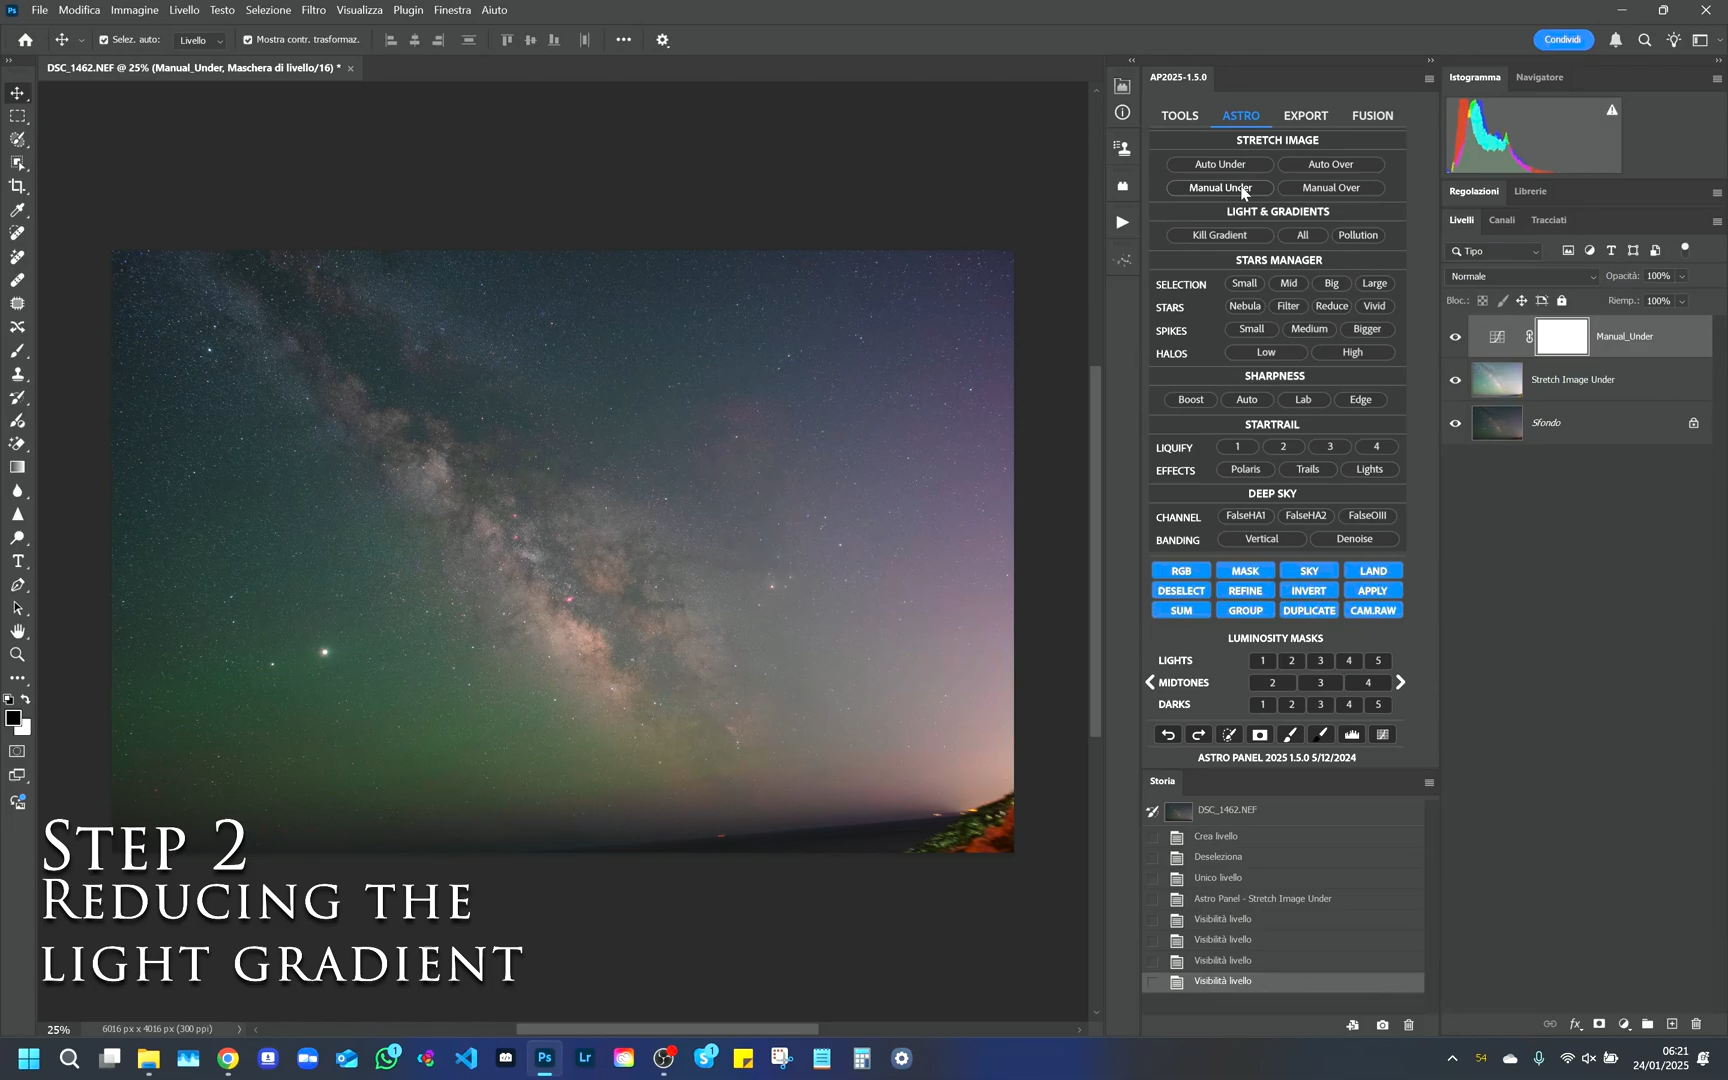 Ps File Modifica Immagine Livello Testo Selezione Filtro Visualizza Plugin Finestra Aiuto
Selez. auto: Livello Mostra contr. trasformaz. Condividi
DSC_1462.NEF @ 25% (Manual_Under, Maschera di livello/16) * ×
AP2025-1.5.0
TOOLS ASTRO EXPORT FUSION
STRETCH IMAGE
Auto Under Auto Over
Manual Under Manual Over
LIGHT & GRADIENTS
Kill Gradient All Pollution
STARS MANAGER
SELECTION Small Mid Big Large
STARS Nebula Filter Reduce Vivid
SPIKES Small Medium Bigger
HALOS Low High
SHARPNESS
Boost Auto Lab Edge
STARTRAIL
LIQUIFY 1 2 3 4
EFFECTS Polaris Trails Lights
DEEP SKY
CHANNEL FalseHA1 FalseHA2 FalseOIII
BANDING Vertical Denoise
RGB MASK SKY LAND
DESELECT REFINE INVERT APPLY
SUM GROUP DUPLICATE CAM.RAW
LUMINOSITY MASKS
LIGHTS 1 2 3 4 5
MIDTONES 2 3 4
DARKS 1 2 3 4 5
ASTRO PANEL 2025 1.5.0 5/12/2024
Storia
DSC_1462.NEF
Crea livello
Deseleziona
Unico livello
Astro Panel - Stretch Image Under
Visibilità livello
Visibilità livello
Visibilità livello
Visibilità livello
Istogramma Navigatore
Regolazioni Librerie
Livelli Canali Tracciati
Tipo
Normale Opacità: 100%
Bloc.: Riemp.: 100%
Manual_Under
Stretch Image Under
Sfondo
Step 2
Reducing the
light gradient
25% 6016 px x 4016 px (300 ppi)
1 Ps Lr 1 54 06:21
24/01/2025